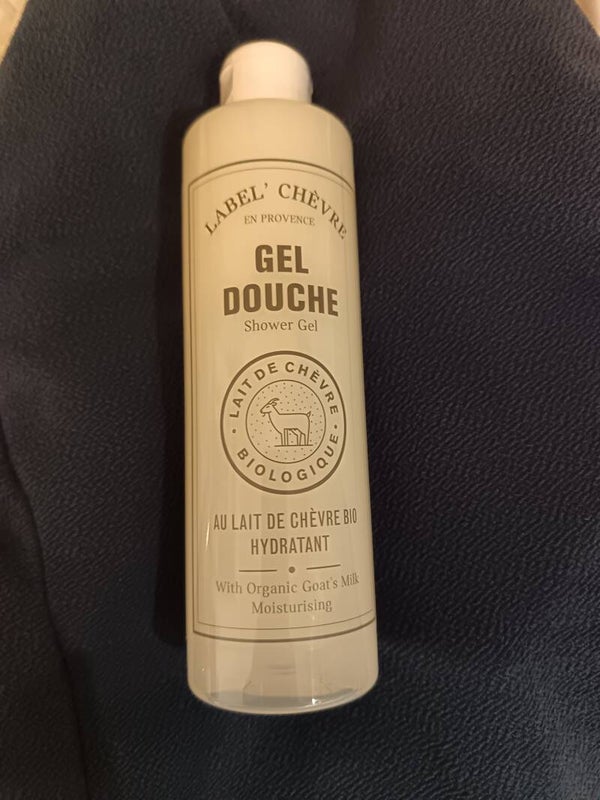 LABEL' CHÈVRE
EN PROVENCE
GEL
DOUCHE
Shower Gel
LAIT DE CHÈVRE
BIOLOGIQUE
AU LAIT DE CHÈVRE BIO
HYDRATANT
With Organic Goat's Milk
Moisturising